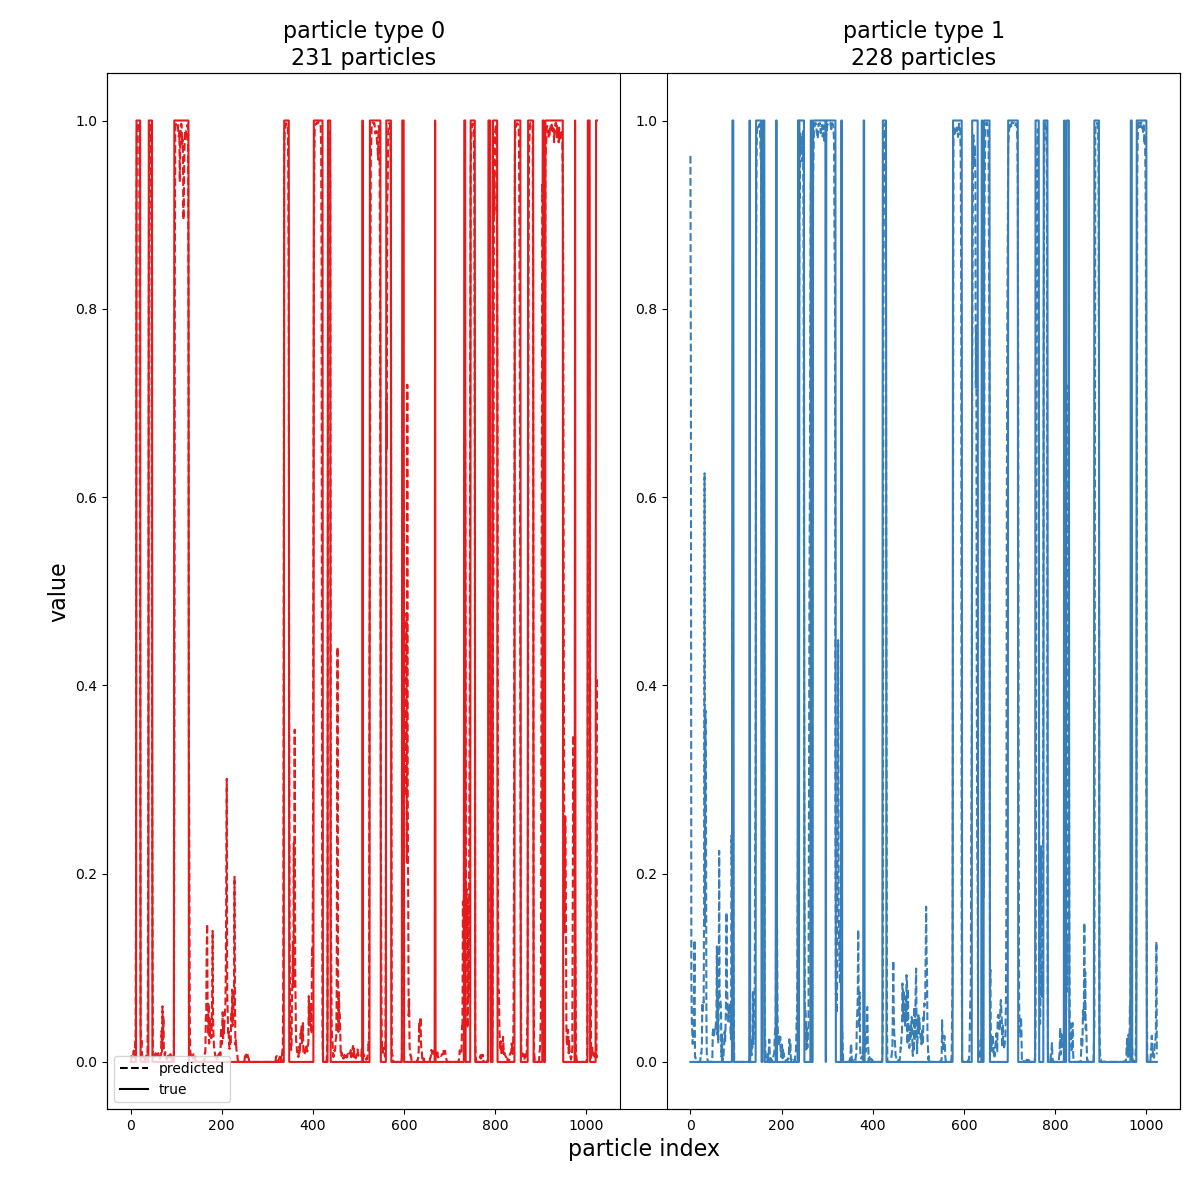 particle type 0
231 particles
particle type 1
228 particles
value
1.0
0.8
0.6
0.4
0.2
0.0
1.0
0.8
0.6
0.4
0.2
0.0
predicted
true
0 200 400 600 800 1000
0 200 400 600 800 1000
particle index